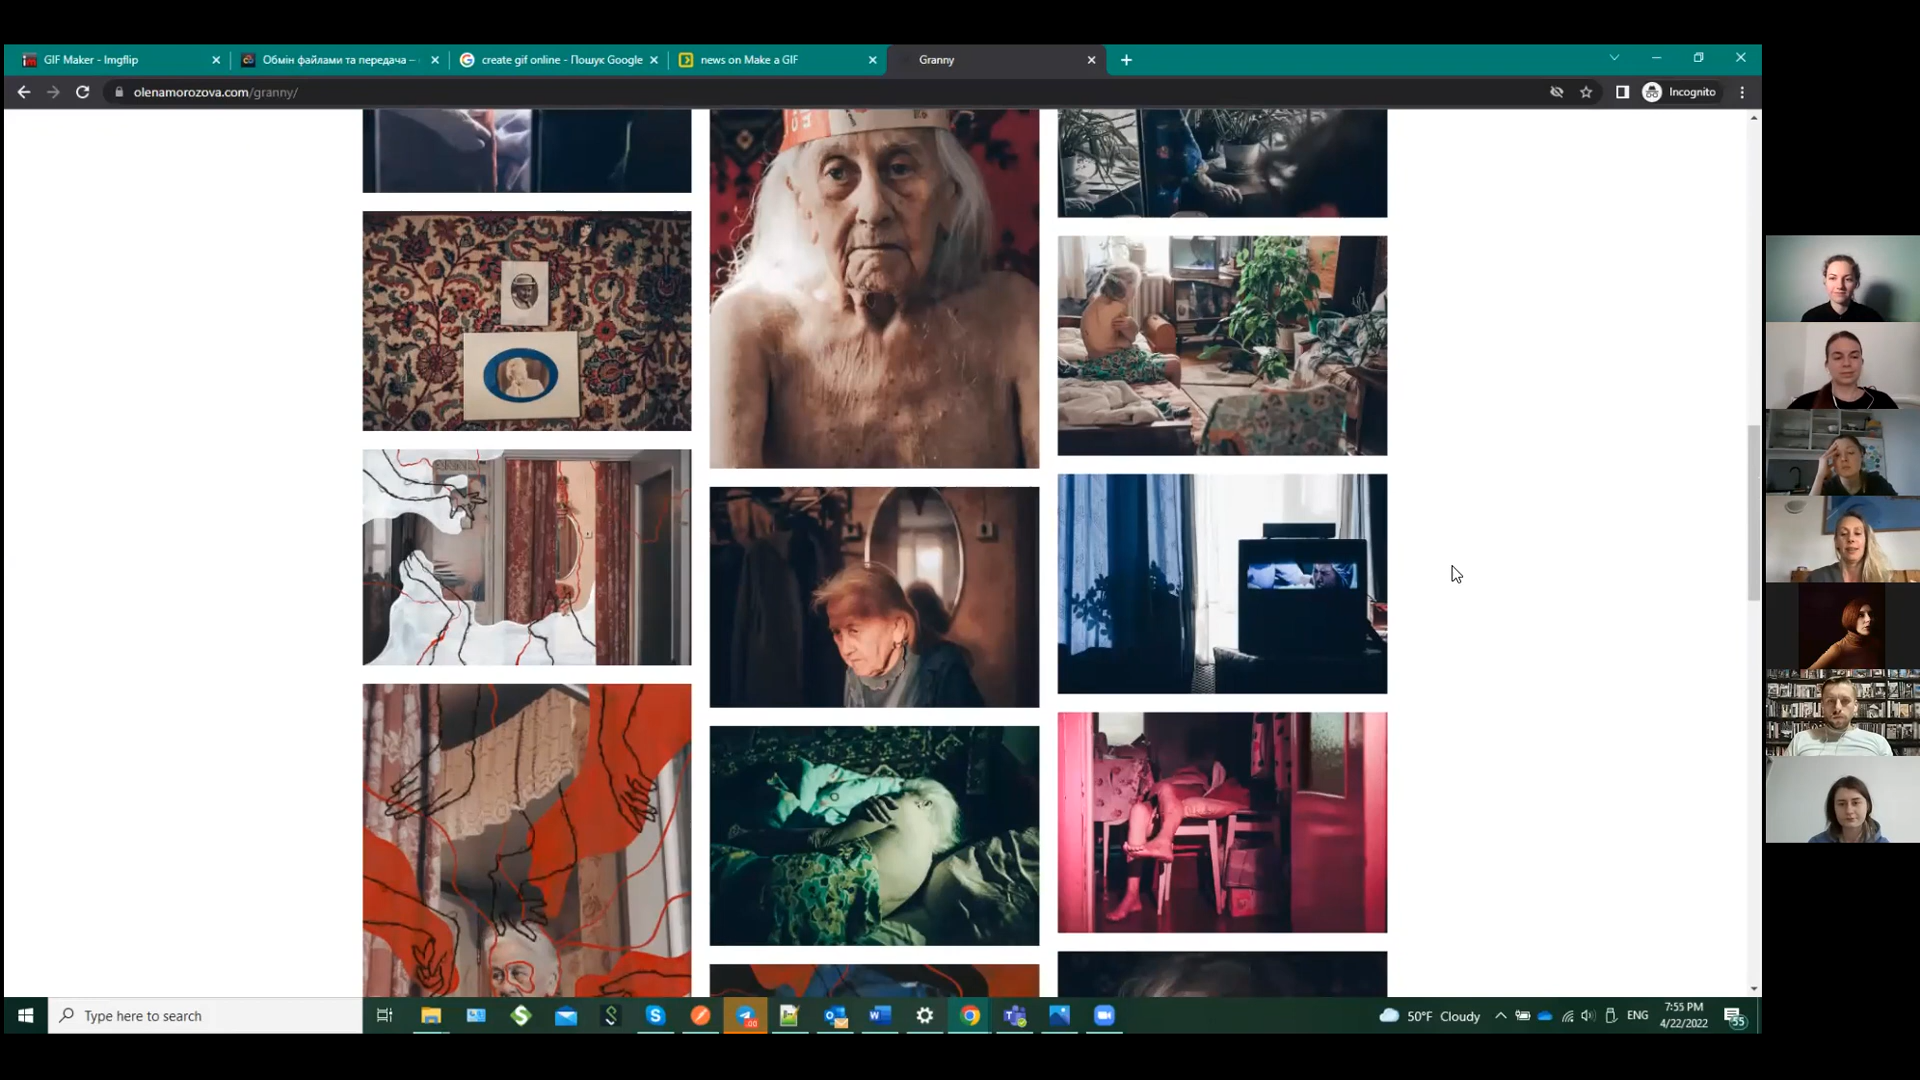 GIF Maker - Imgflip
Обмін файлами та передача –
create gif online - Пошук Google
news on Make a GIF
Granny
olenamorozova.com/granny/
Incognito
Type here to search
50°F Cloudy
ENG
7:55 PM
4/22/2022
55